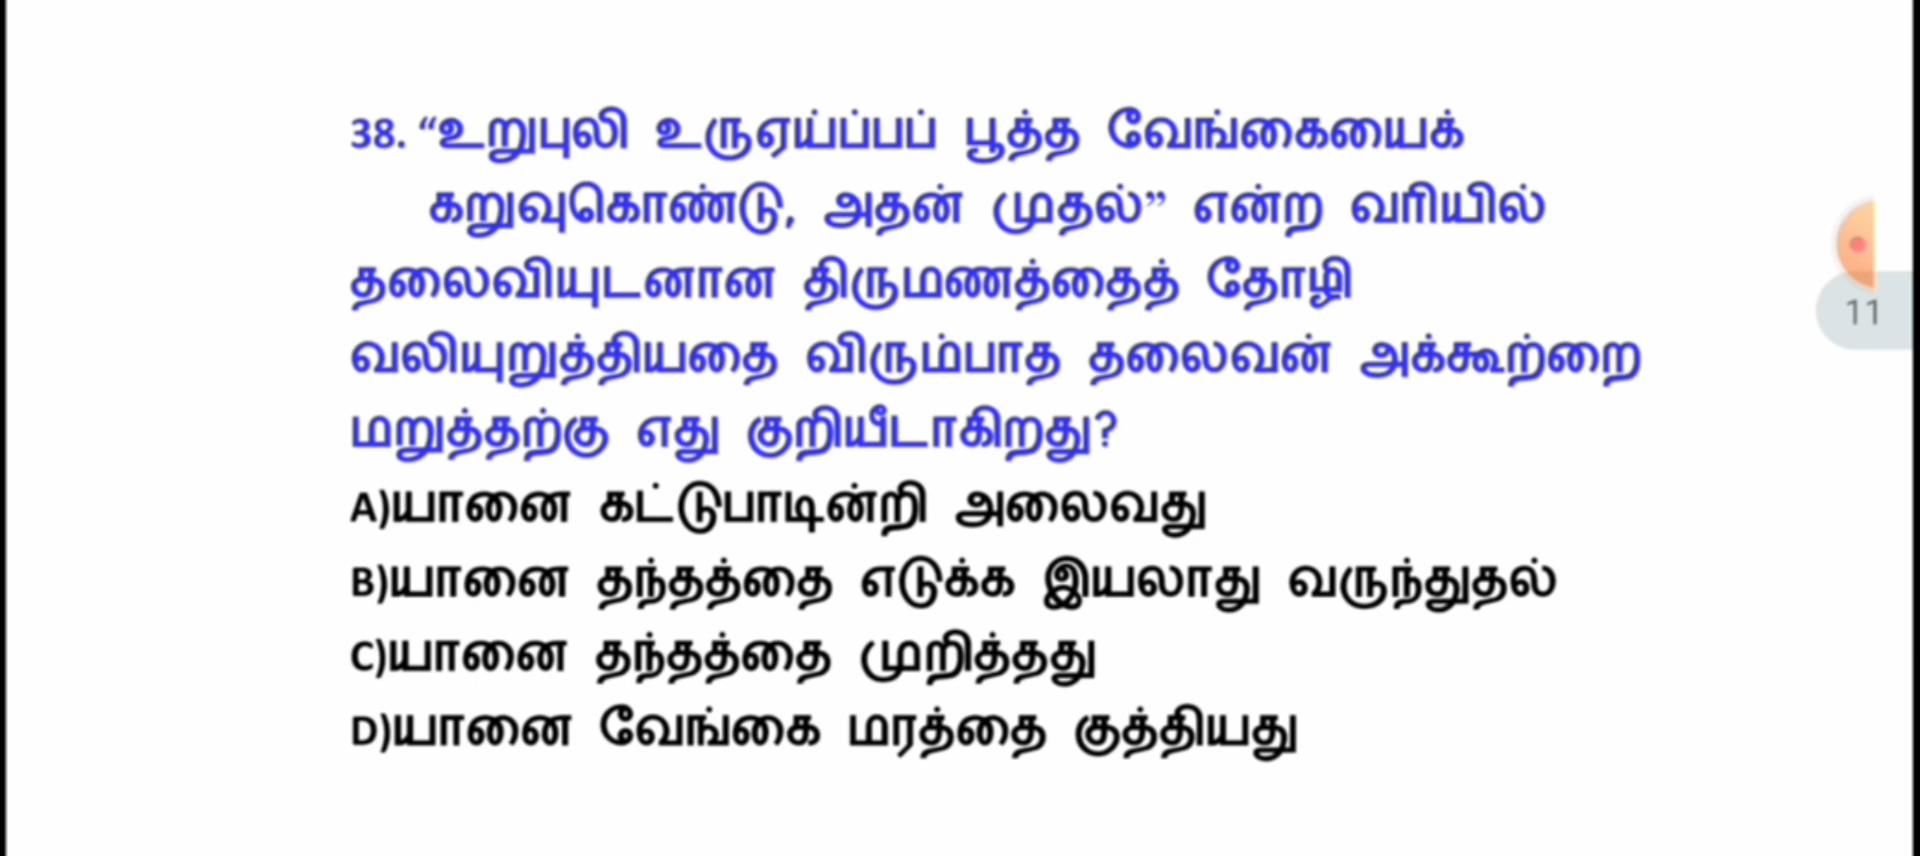 38. “உறுபுலி உருஏய்ப்பப் பூத்த வேங்கையைக்
கறுவுகொண்டு, அதன் முதல்” என்ற வரியில்
தலைவியுடனான திருமணத்தைத் தோழி
வலியுறுத்தியதை விரும்பாத தலைவன் அக்கூற்றை
மறுத்தற்கு எது குறியீடாகிறது?
A)யானை கட்டுபாடின்றி அலைவது
B)யானை தந்தத்தை எடுக்க இயலாது வருந்துதல்
C)யானை தந்தத்தை முறித்தது
D)யானை வேங்கை மரத்தை குத்தியது
11